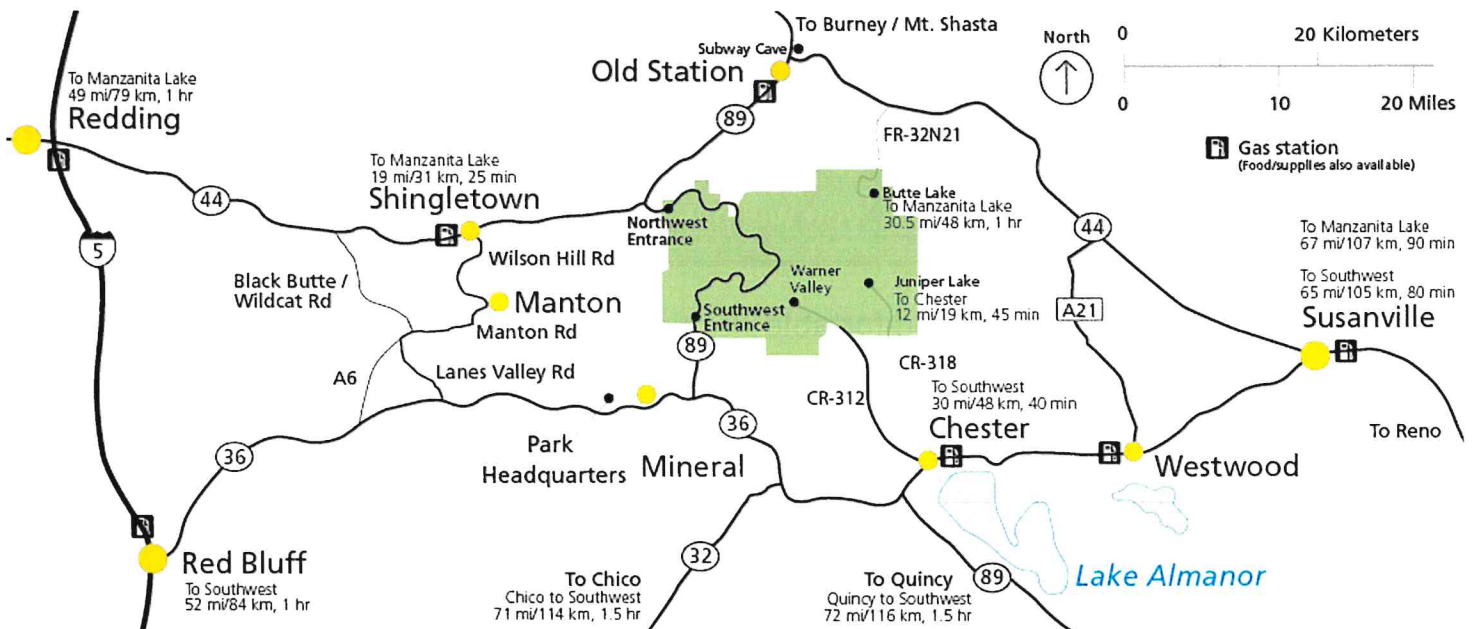 To Burney / Mt. Shasta
Subway Cave
Old Station
89
North
0
20 Kilometers
0
10
20 Miles
Gas station
(Food/supplies also available)
To Manzanita Lake
49 mi/79 km, 1 hr
Redding
44
5
To Manzanita Lake
19 mi/31 km, 25 min
Shingletown
Northwest
Entrance
FR-32N21
Butte Lake
To Manzanita Lake
30.5 mi/48 km, 1 hr
44
To Manzanita Lake
67 mi/107 km, 90 min
To Southwest
65 mi/105 km, 80 min
Susanville
Black Butte /
Wildcat Rd
Wilson Hill Rd
Manton
Manton Rd
Warner
Valley
Juniper Lake
To Chester
12 mi/19 km, 45 min
Southwest
Entrance
89
A21
A6
Lanes Valley Rd
CR-318
CR-312
To Southwest
30 mi/48 km, 40 min
Chester
To Reno
36
Park
Headquarters
Mineral
36
Westwood
Red Bluff
To Southwest
52 mi/84 km, 1 hr
32
To Chico
Chico to Southwest
71 mi/114 km, 1.5 hr
To Quincy
Quincy to Southwest
72 mi/116 km, 1.5 hr
89
Lake Almanor